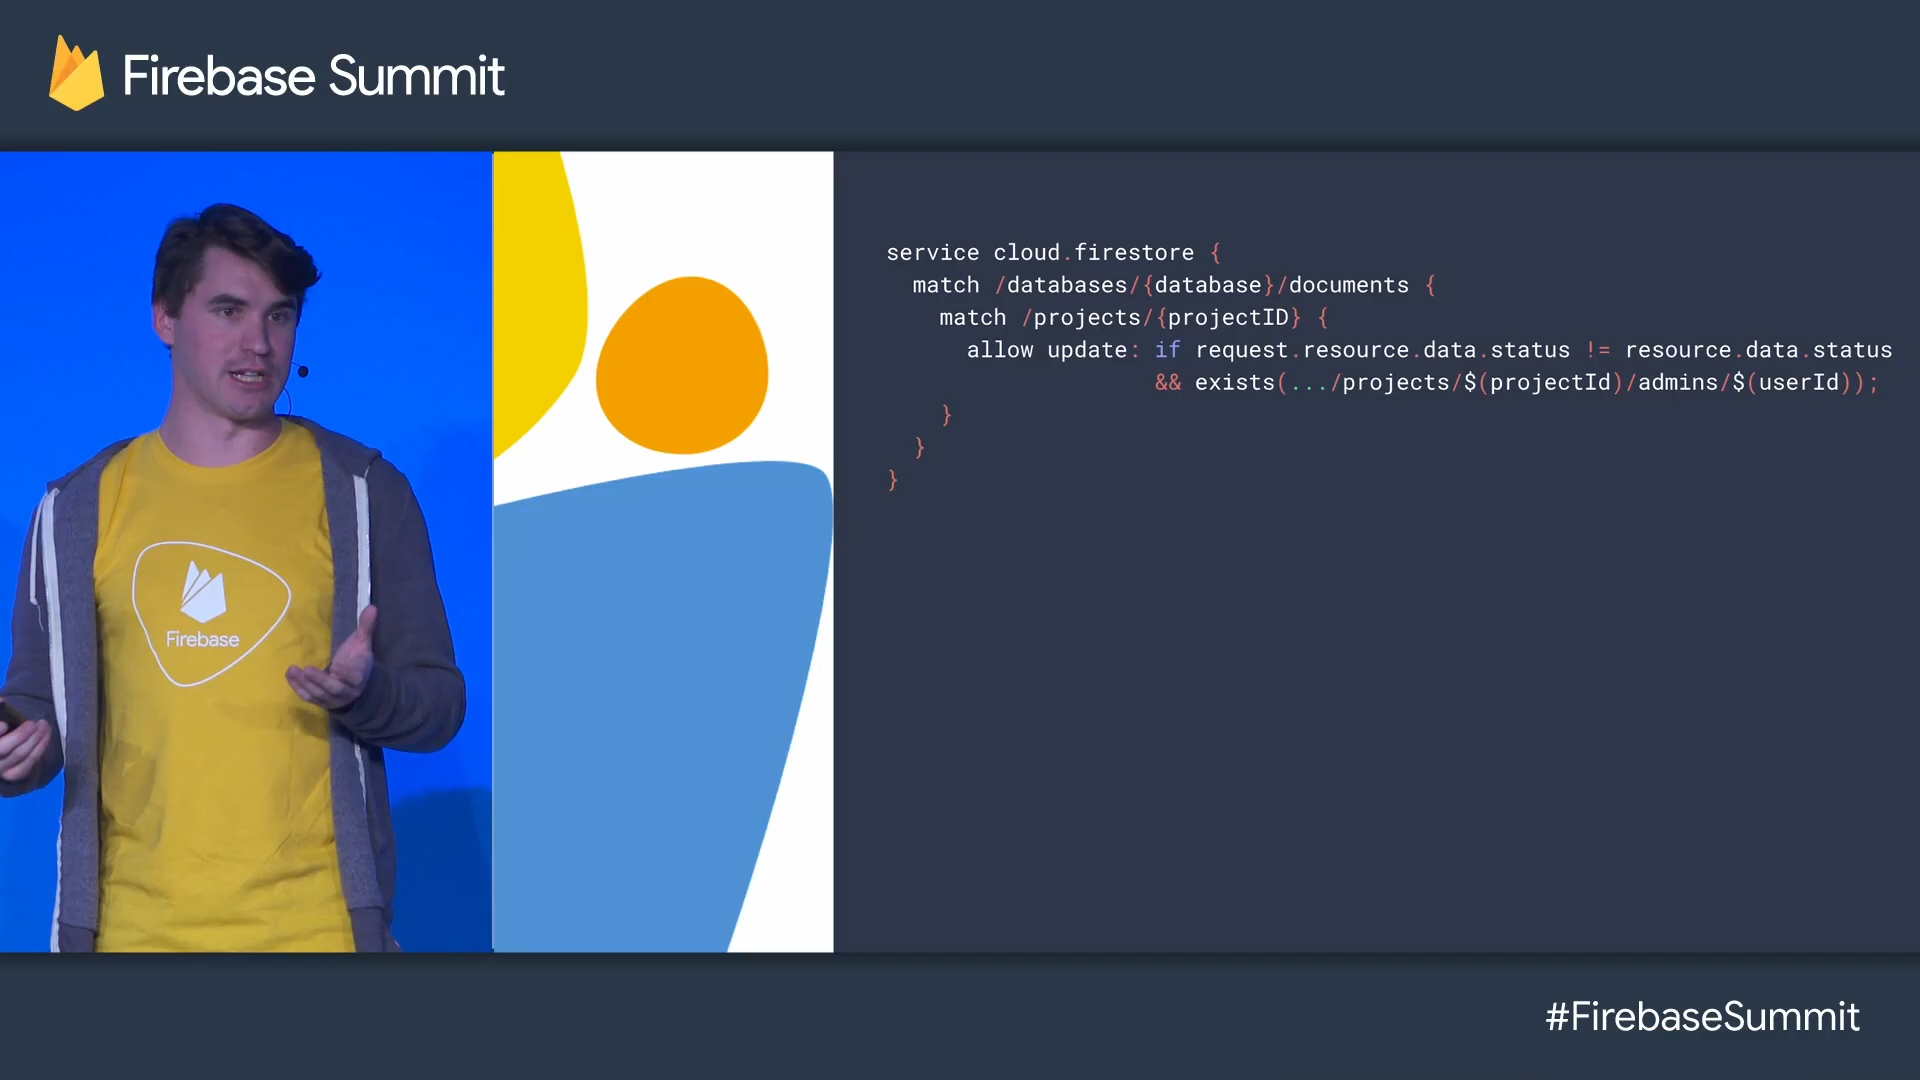 Firebase Summit
Firebase
service cloud.firestore {
match /databases/{database}/documents {
match /projects/{projectID} {
allow update: if request.resource.data.status != resource.data.status
&& exists(.../projects/$(projectId)/admins/$(userId));
}
}
}
#FirebaseSummit